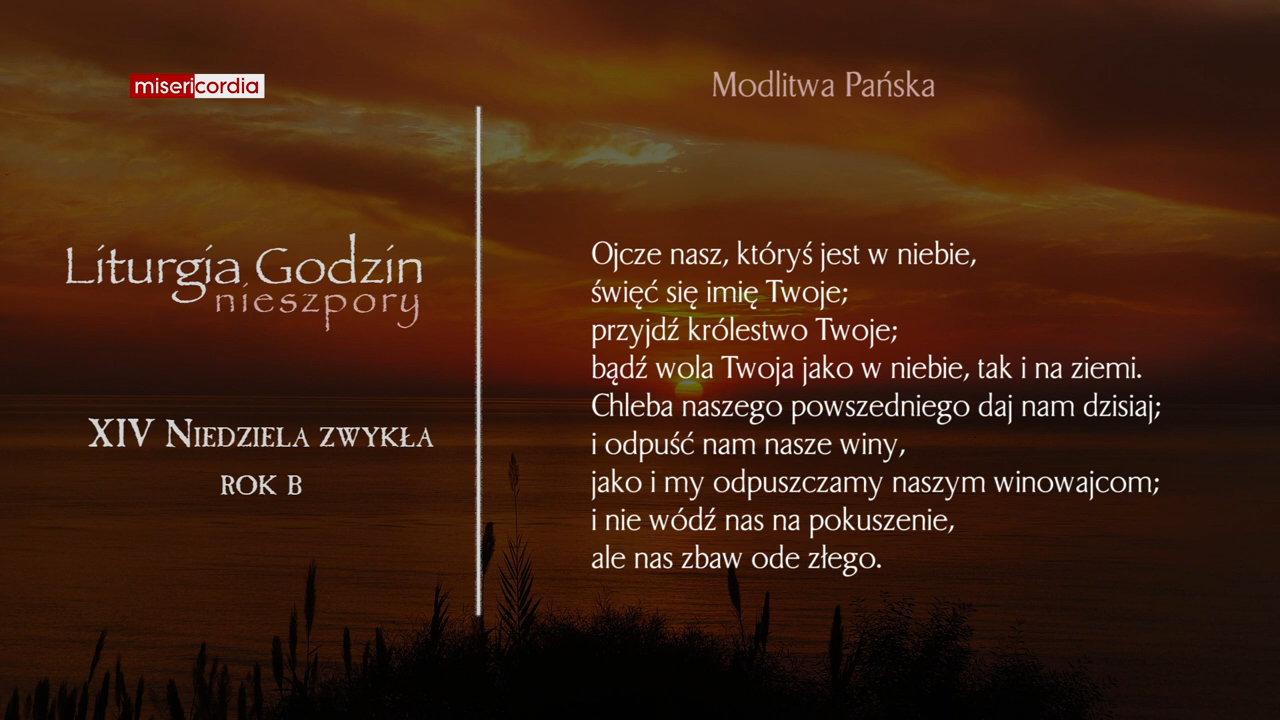 misericordia
Liturgia Godzin
nieszpory
XIV Niedziela zwykła
rok B
Modlitwa Pańska
Ojcze nasz, któryś jest w niebie,
święć się imię Twoje;
przyjdź królestwo Twoje;
bądź wola Twoja jako w niebie, tak i na ziemi.
Chleba naszego powszedniego daj nam dzisiaj;
i odpuść nam nasze winy,
jako i my odpuszczamy naszym winowajcom;
i nie wódź nas na pokuszenie,
ale nas zbaw ode złego.